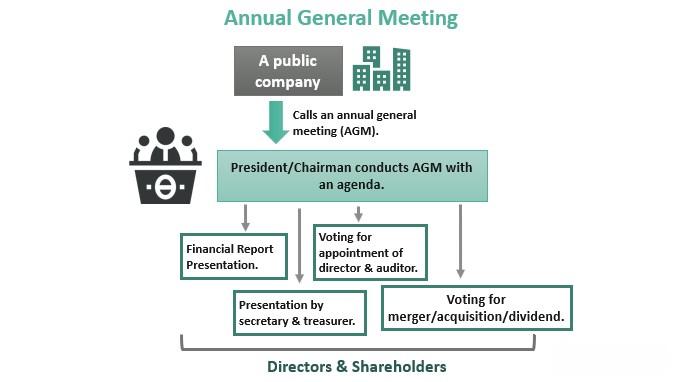 Annual General Meeting
A public
company
Calls an annual general
meeting (AGM).
President/Chairman conducts AGM with
an agenda.
Financial Report
Presentation.
Voting for
appointment of
director & auditor.
Presentation by
secretary & treasurer.
Voting for
merger/acquisition/dividend.
Directors & Shareholders